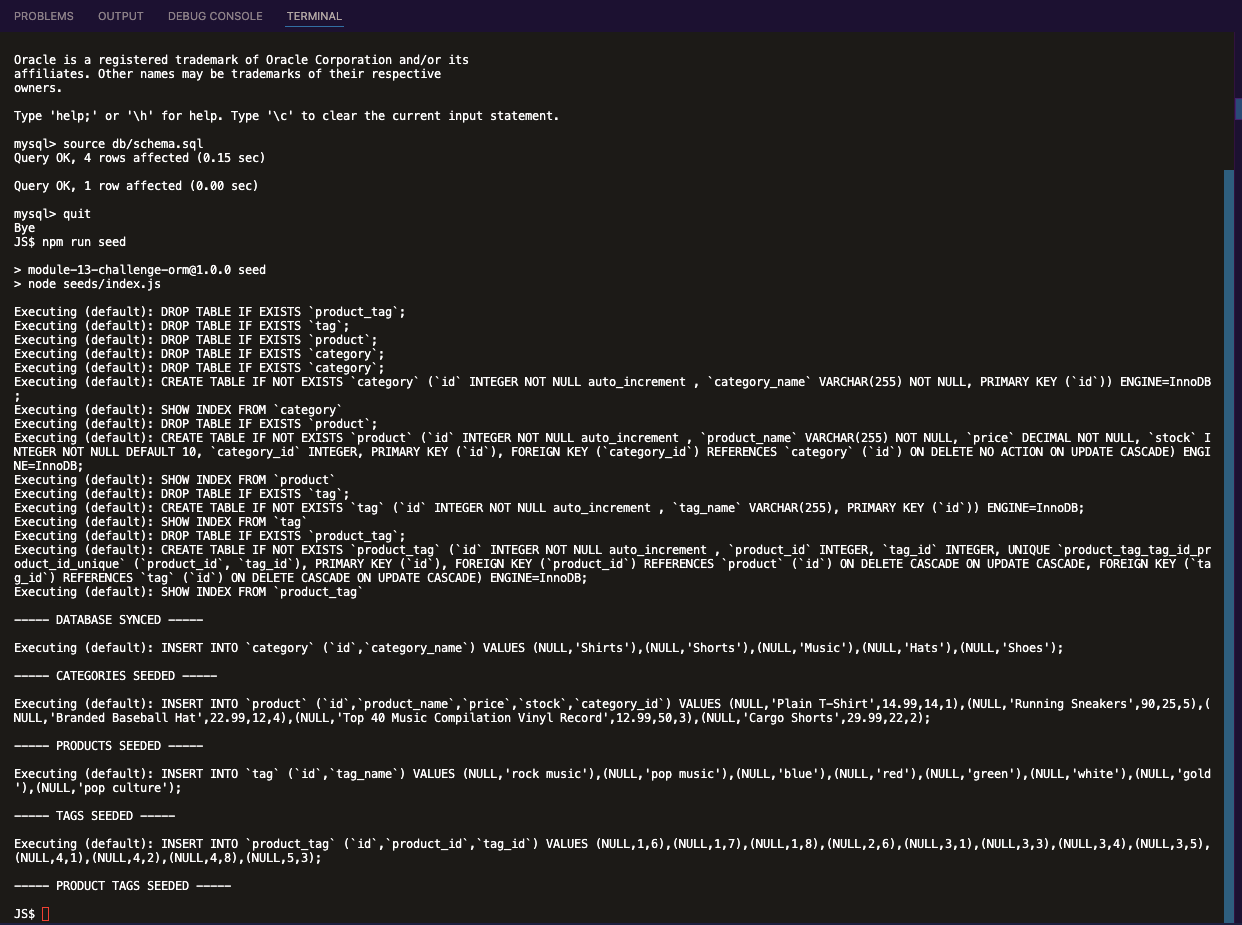 PROBLEMS OUTPUT DEBUG CONSOLE TERMINAL
Oracle is a registered trademark of Oracle Corporation and/or its
affiliates. Other names may be trademarks of their respective
owners.
Type 'help;' or '\h' for help. Type '\c' to clear the current input statement.
mysql> source db/schema.sql
Query OK, 4 rows affected (0.15 sec)
Query OK, 1 row affected (0.00 sec)
mysql> quit
Bye
JS$ npm run seed
> module-13-challenge-orm@1.0.0 seed
> node seeds/index.js
Executing (default): DROP TABLE IF EXISTS `product_tag`;
Executing (default): DROP TABLE IF EXISTS `tag`;
Executing (default): DROP TABLE IF EXISTS `product`;
Executing (default): DROP TABLE IF EXISTS `category`;
Executing (default): DROP TABLE IF EXISTS `category`;
Executing (default): CREATE TABLE IF NOT EXISTS `category` (`id` INTEGER NOT NULL auto_increment , `category_name` VARCHAR(255) NOT NULL, PRIMARY KEY (`id`)) ENGINE=InnoDB
;
Executing (default): SHOW INDEX FROM `category`
Executing (default): DROP TABLE IF EXISTS `product`;
Executing (default): CREATE TABLE IF NOT EXISTS `product` (`id` INTEGER NOT NULL auto_increment , `product_name` VARCHAR(255) NOT NULL, `price` DECIMAL NOT NULL, `stock` I
NTEGER NOT NULL DEFAULT 10, `category_id` INTEGER, PRIMARY KEY (`id`), FOREIGN KEY (`category_id`) REFERENCES `category` (`id`) ON DELETE NO ACTION ON UPDATE CASCADE) ENGI
NE=InnoDB;
Executing (default): SHOW INDEX FROM `product`
Executing (default): DROP TABLE IF EXISTS `tag`;
Executing (default): CREATE TABLE IF NOT EXISTS `tag` (`id` INTEGER NOT NULL auto_increment , `tag_name` VARCHAR(255), PRIMARY KEY (`id`)) ENGINE=InnoDB;
Executing (default): SHOW INDEX FROM `tag`
Executing (default): DROP TABLE IF EXISTS `product_tag`;
Executing (default): CREATE TABLE IF NOT EXISTS `product_tag` (`id` INTEGER NOT NULL auto_increment , `product_id` INTEGER, `tag_id` INTEGER, UNIQUE `product_tag_tag_id_pr
oduct_id_unique` (`product_id`, `tag_id`), PRIMARY KEY (`id`), FOREIGN KEY (`product_id`) REFERENCES `product` (`id`) ON DELETE CASCADE ON UPDATE CASCADE, FOREIGN KEY (`ta
g_id`) REFERENCES `tag` (`id`) ON DELETE CASCADE ON UPDATE CASCADE) ENGINE=InnoDB;
Executing (default): SHOW INDEX FROM `product_tag`
----- DATABASE SYNCED -----
Executing (default): INSERT INTO `category` (`id`,`category_name`) VALUES (NULL,'Shirts'),(NULL,'Shorts'),(NULL,'Music'),(NULL,'Hats'),(NULL,'Shoes');
----- CATEGORIES SEEDED -----
Executing (default): INSERT INTO `product` (`id`,`product_name`,`price`,`stock`,`category_id`) VALUES (NULL,'Plain T-Shirt',14.99,14,1),(NULL,'Running Sneakers',90,25,5),(
NULL,'Branded Baseball Hat',22.99,12,4),(NULL,'Top 40 Music Compilation Vinyl Record',12.99,50,3),(NULL,'Cargo Shorts',29.99,22,2);
----- PRODUCTS SEEDED -----
Executing (default): INSERT INTO `tag` (`id`,`tag_name`) VALUES (NULL,'rock music'),(NULL,'pop music'),(NULL,'blue'),(NULL,'red'),(NULL,'green'),(NULL,'white'),(NULL,'gold
'),(NULL,'pop culture');
----- TAGS SEEDED -----
Executing (default): INSERT INTO `product_tag` (`id`,`product_id`,`tag_id`) VALUES (NULL,1,6),(NULL,1,7),(NULL,1,8),(NULL,2,6),(NULL,3,1),(NULL,3,3),(NULL,3,4),(NULL,3,5),
(NULL,4,1),(NULL,4,2),(NULL,4,8),(NULL,5,3);
----- PRODUCT TAGS SEEDED -----
JS$